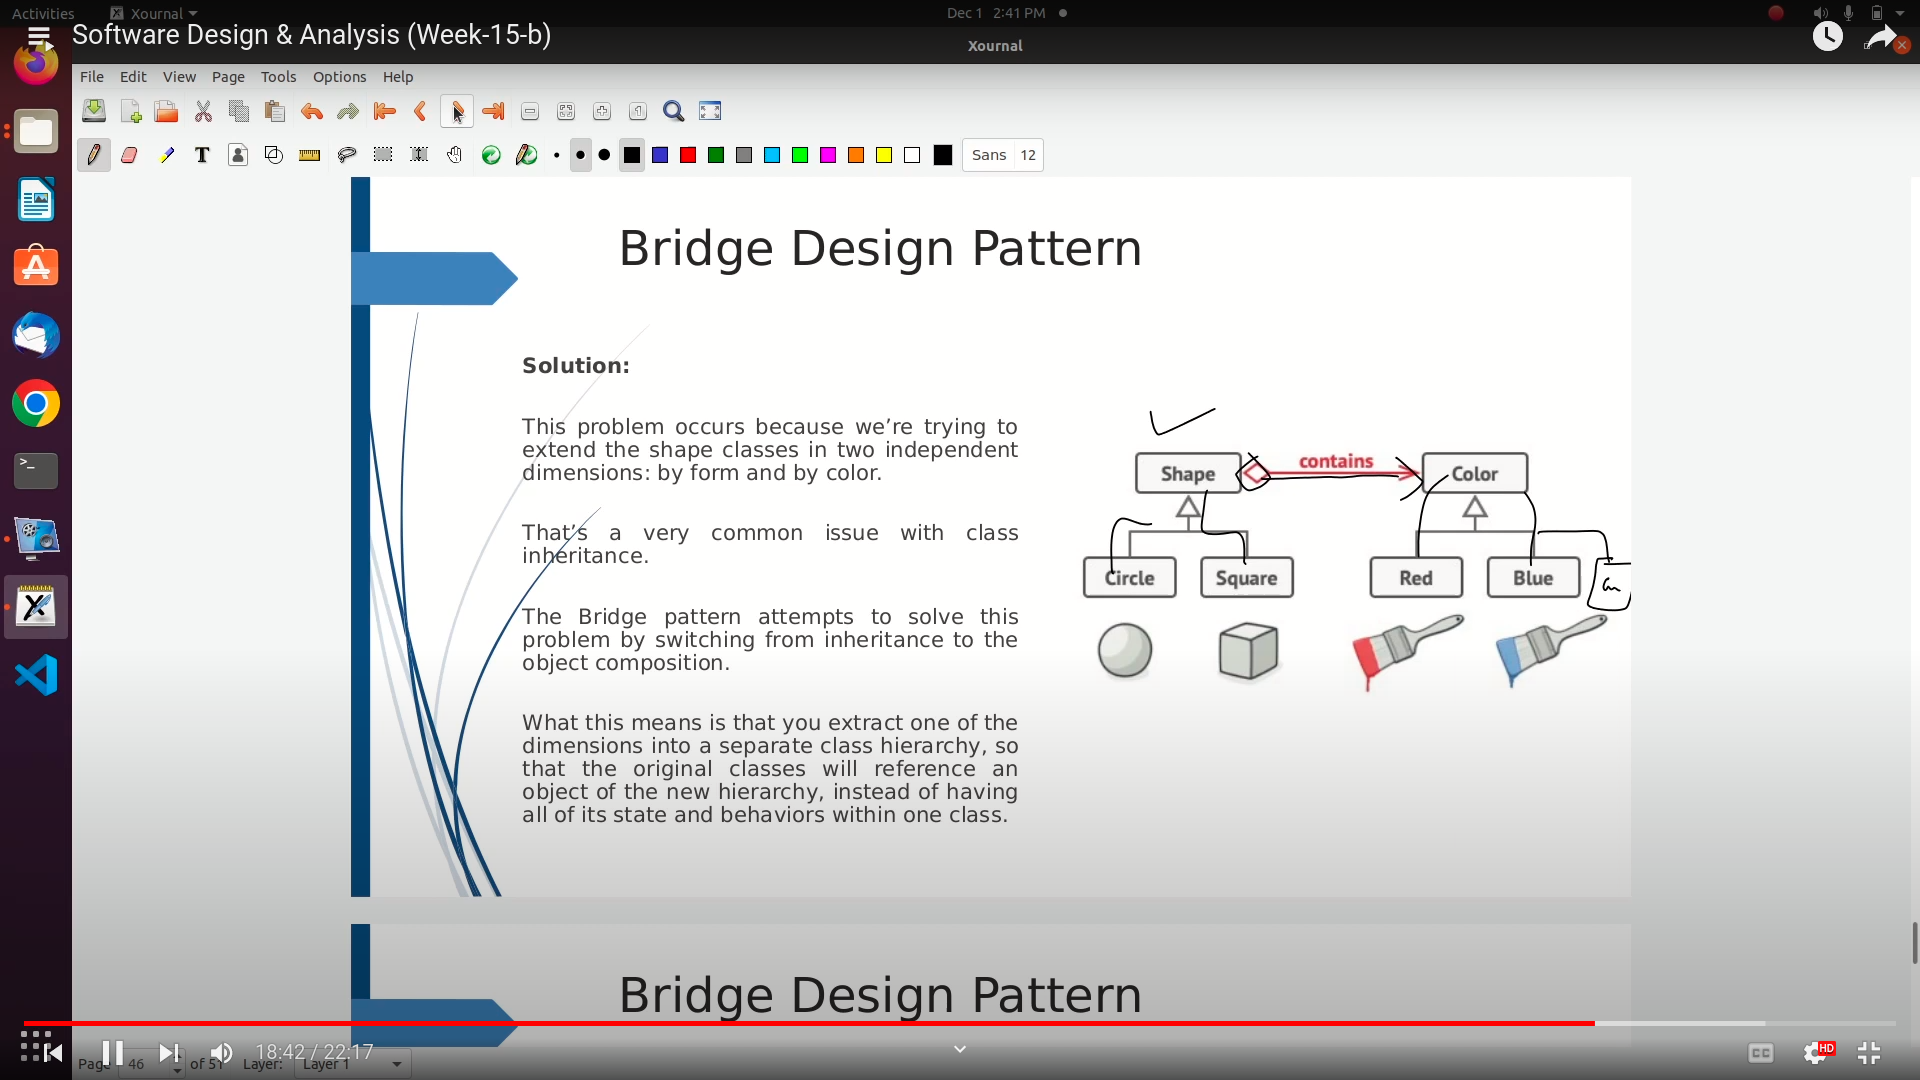 Activities
Xournal
Dec 1 2:41 PM
Software Design & Analysis (Week-15-b)
Xournal
File Edit View Page Tools Options Help
T
Sans 12
Bridge Design Pattern
Solution:
This problem occurs because we’re trying to
extend the shape classes in two independent
dimensions: by form and by color.
That’s a very common issue with class
inheritance.
The Bridge pattern attempts to solve this
problem by switching from inheritance to the
object composition.
What this means is that you extract one of the
dimensions into a separate class hierarchy, so
that the original classes will reference an
object of the new hierarchy, instead of having
all of its state and behaviors within one class.
Shape
contains
Color
Circle
Square
Red
Blue
Bridge Design Pattern
18:42 / 22:17
CC
HD
Page 46 of 51 Layer: Layer 1